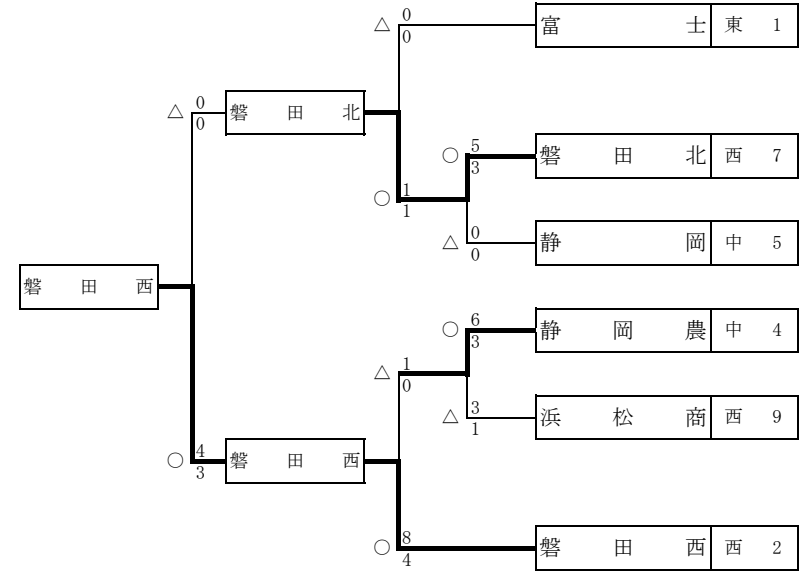 △ 0 富士 東 1
0
△ 0 磐田北
0
○ 5 磐田北 西 7
3
○ 1
1
△ 0 静岡 中 5
0
磐田西
○ 6 静岡農 中 4
3
△ 1
0
△ 3 浜松商 西 9
1
○ 4 磐田西
3
○ 8 磐田西 西 2
4